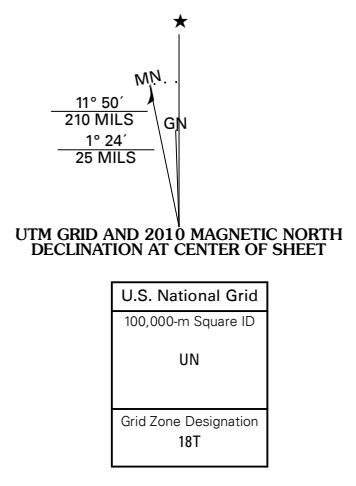 ★
MN
11° 50´
210 MILS
GN
1° 24´
25 MILS
UTM GRID AND 2010 MAGNETIC NORTH
DECLINATION AT CENTER OF SHEET
U.S. National Grid
100,000-m Square ID
UN
Grid Zone Designation
18T